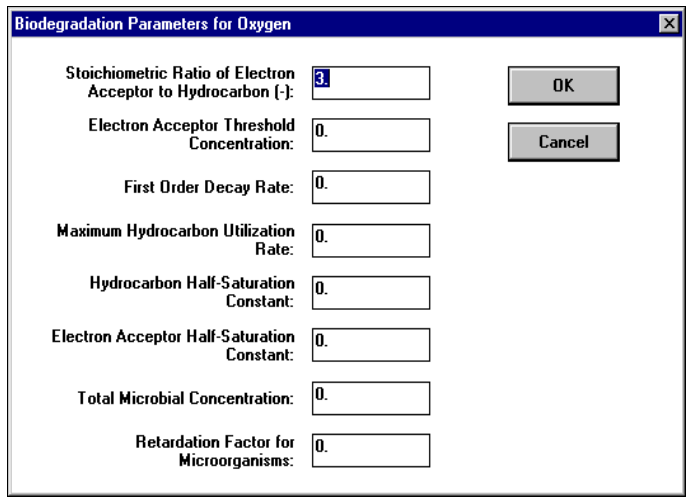 Biodegradation Parameters for Oxygen
Stoichiometric Ratio of Electron
Acceptor to Hydrocarbon (-):
3.
OK
Electron Acceptor Threshold
Concentration:
0.
Cancel
First Order Decay Rate:
0.
Maximum Hydrocarbon Utilization
Rate:
0.
Hydrocarbon Half-Saturation
Constant:
0.
Electron Acceptor Half-Saturation
Constant:
0.
Total Microbial Concentration:
0.
Retardation Factor for
Microorganisms:
0.